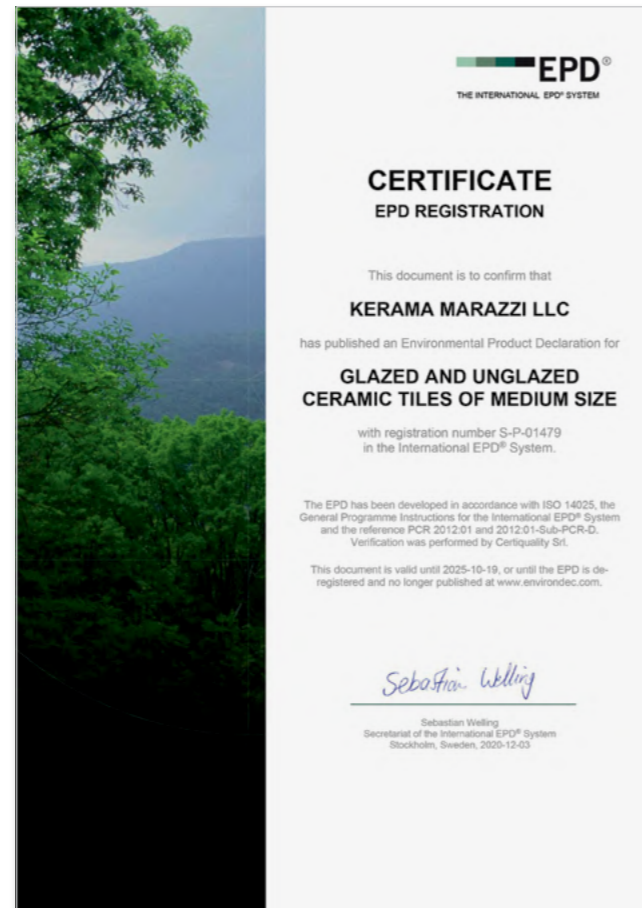 EPD®
THE INTERNATIONAL EPD® SYSTEM
CERTIFICATE
EPD REGISTRATION
This document is to confirm that
KERAMA MARAZZI LLC
has published an Environmental Product Declaration for
GLAZED AND UNGLAZED
CERAMIC TILES OF MEDIUM SIZE
with registration number S-P-01479
in the International EPD® System.
The EPD has been developed in accordance with ISO 14025, the
General Programme Instructions for the International EPD® System
and the reference PCR 2012:01 and 2012:01-Sub-PCR-D.
Verification was performed by Certiquality Srl.
This document is valid until 2025-10-19, or until the EPD is de-
registered and no longer published at www.environdec.com.
Sebastian Welling
Sebastian Welling
Secretariat of the International EPD® System
Stockholm, Sweden, 2020-12-03